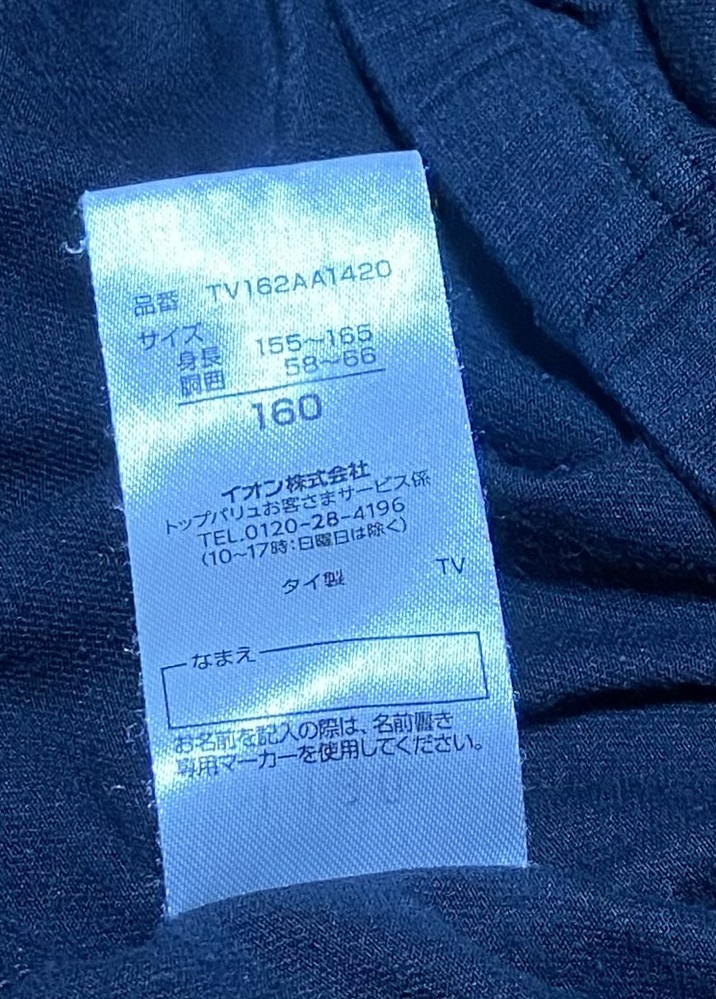 品番 TV162AA1420
サイズ
身長 155～165
胴囲 58～66
160
イオン株式会社
トップバリュお客さまサービス係
TEL.0120-28-4196
(10～17時:日曜日は除く)
タイ製 TV
なまえ
お名前を記入の際は、名前書き
専用マーカーを使用してください。